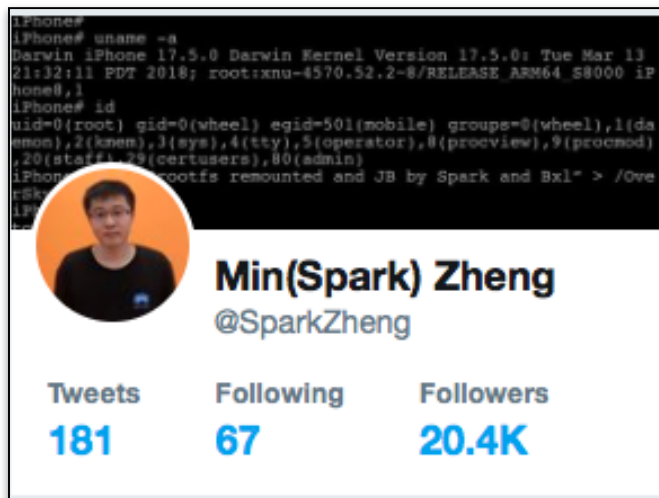 iPhone#
iPhone# uname -a
Darwin iPhone 17.5.0 Darwin Kernel Version 17.5.0: Tue Mar 13
21:32:11 PDT 2018; root:xnu-4570.52.2~8/RELEASE_ARM64_S8000 iP
hone8,1
iPhone# id
uid=0(root) gid=0(wheel) egid=501(mobile) groups=0(wheel),1(da
emon),2(kmem),3(sys),4(tty),5(operator),8(procview),9(procmod)
,20(staff),29(certusers),80(admin)
iPhone rootfs remounted and JB by Spark and Bxl" > /Ove
Min(Spark) Zheng
@SparkZheng
Tweets Following Followers
181 67 20.4K